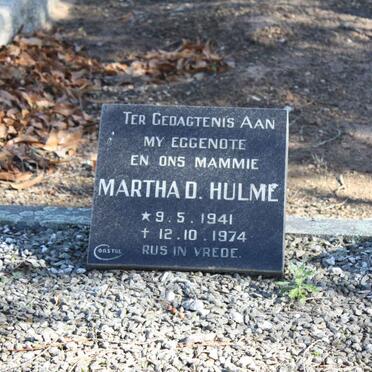 TER GEDAGTENIS AAN
MY EGGENOTE
EN ONS MAMMIE
MARTHA D. HULME
★ 9.5.1941
† 12.10.1974
RUS IN VREDE.